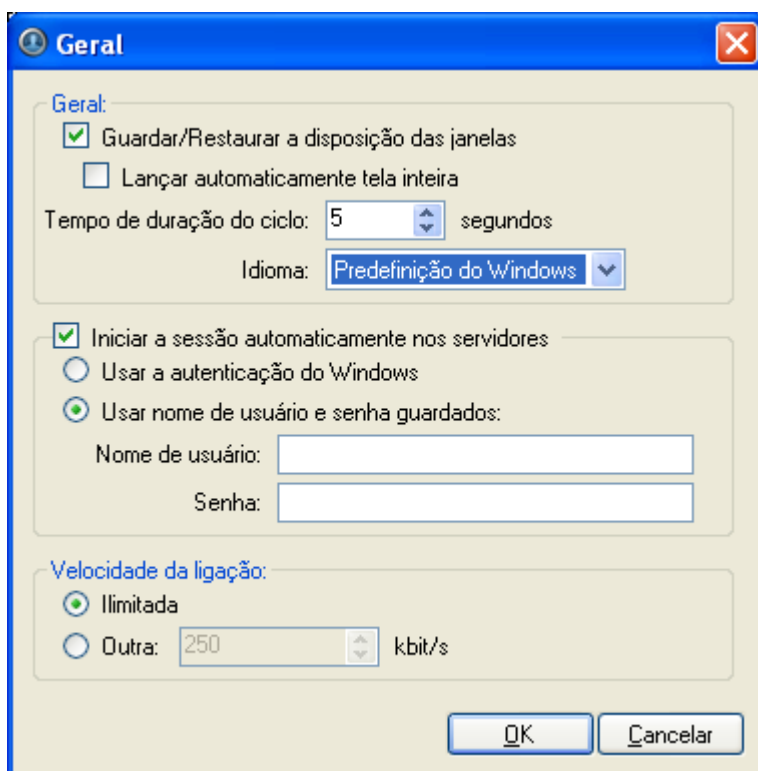 Geral
Geral:
Guardar/Restaurar a disposição das janelas
Lançar automaticamente tela inteira
Tempo de duração do ciclo: 5 segundos
Idioma: Predefinição do Windows
Iniciar a sessão automaticamente nos servidores
Usar a autenticação do Windows
Usar nome de usuário e senha guardados:
Nome de usuário:
Senha:
Velocidade da ligação:
Ilimitada
Outra: 250 kbit/s
OK Cancelar